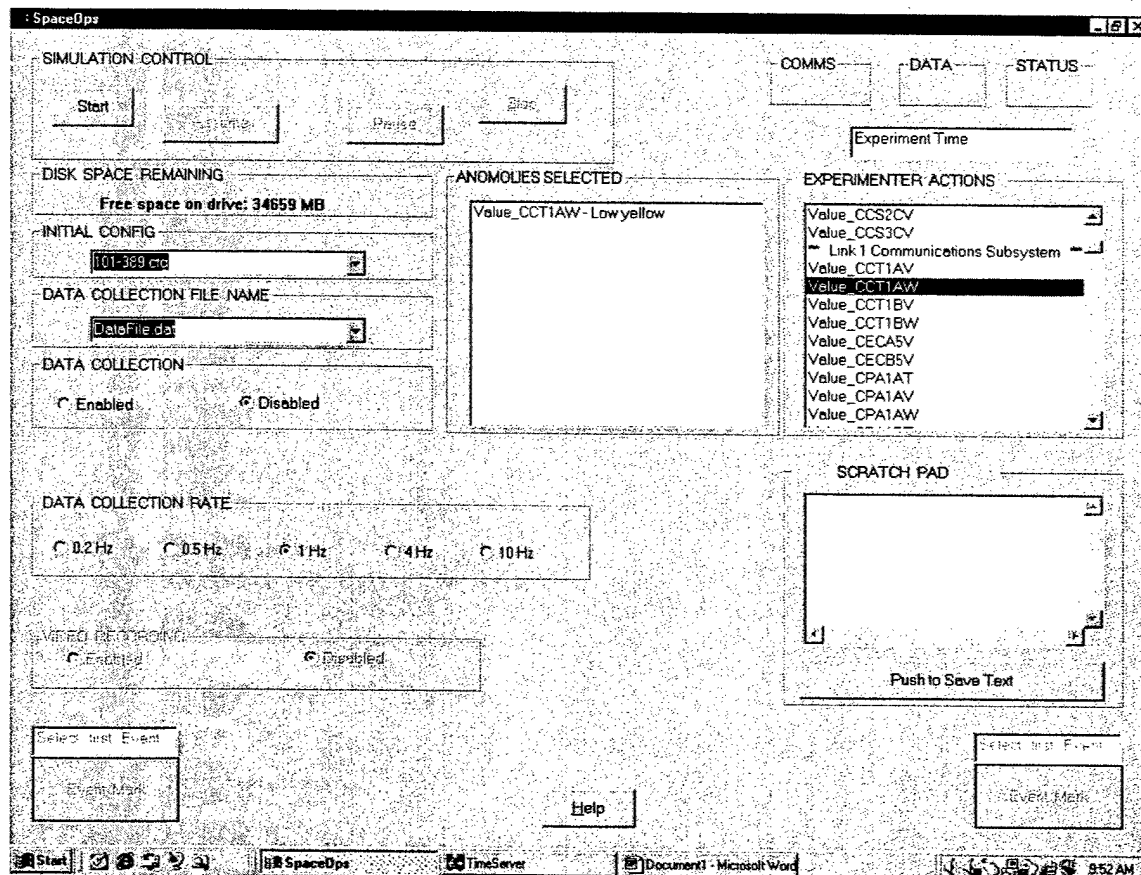 : SpaceOps
SIMULATION CONTROL
Start
Pause
Stop
COMMS
DATA
STATUS
Experiment Time
DISK SPACE REMAINING
Free space on drive: 34659 MB
INITIAL CONFIG
101-389.ctd
DATA COLLECTION FILE NAME
DataFile.dat
DATA COLLECTION
Enabled
Disabled
ANOMOLIES SELECTED
Value_CCT1AW - Low yellow
EXPERIMENTER ACTIONS
Value_CCS2CV
Value_CCS3CV
Link 1 Communications Subsystem
Value_CCT1AV
Value_CCT1AW
Value_CCT1BV
Value_CCT1BW
Value_CECA5V
Value_CECB5V
Value_CPA1AT
Value_CPA1AV
Value_CPA1AW
DATA COLLECTION RATE
0.2 Hz
0.5 Hz
1 Hz
4 Hz
10 Hz
SCRATCH PAD
Push to Save Text
VIDEO RECORDING
Enabled
Disabled
Select test Event
Event Mark
Help
Select test Event
Event Mark
Start
SpaceOps
TimeServer
Document1 - Microsoft Word
9:52 AM